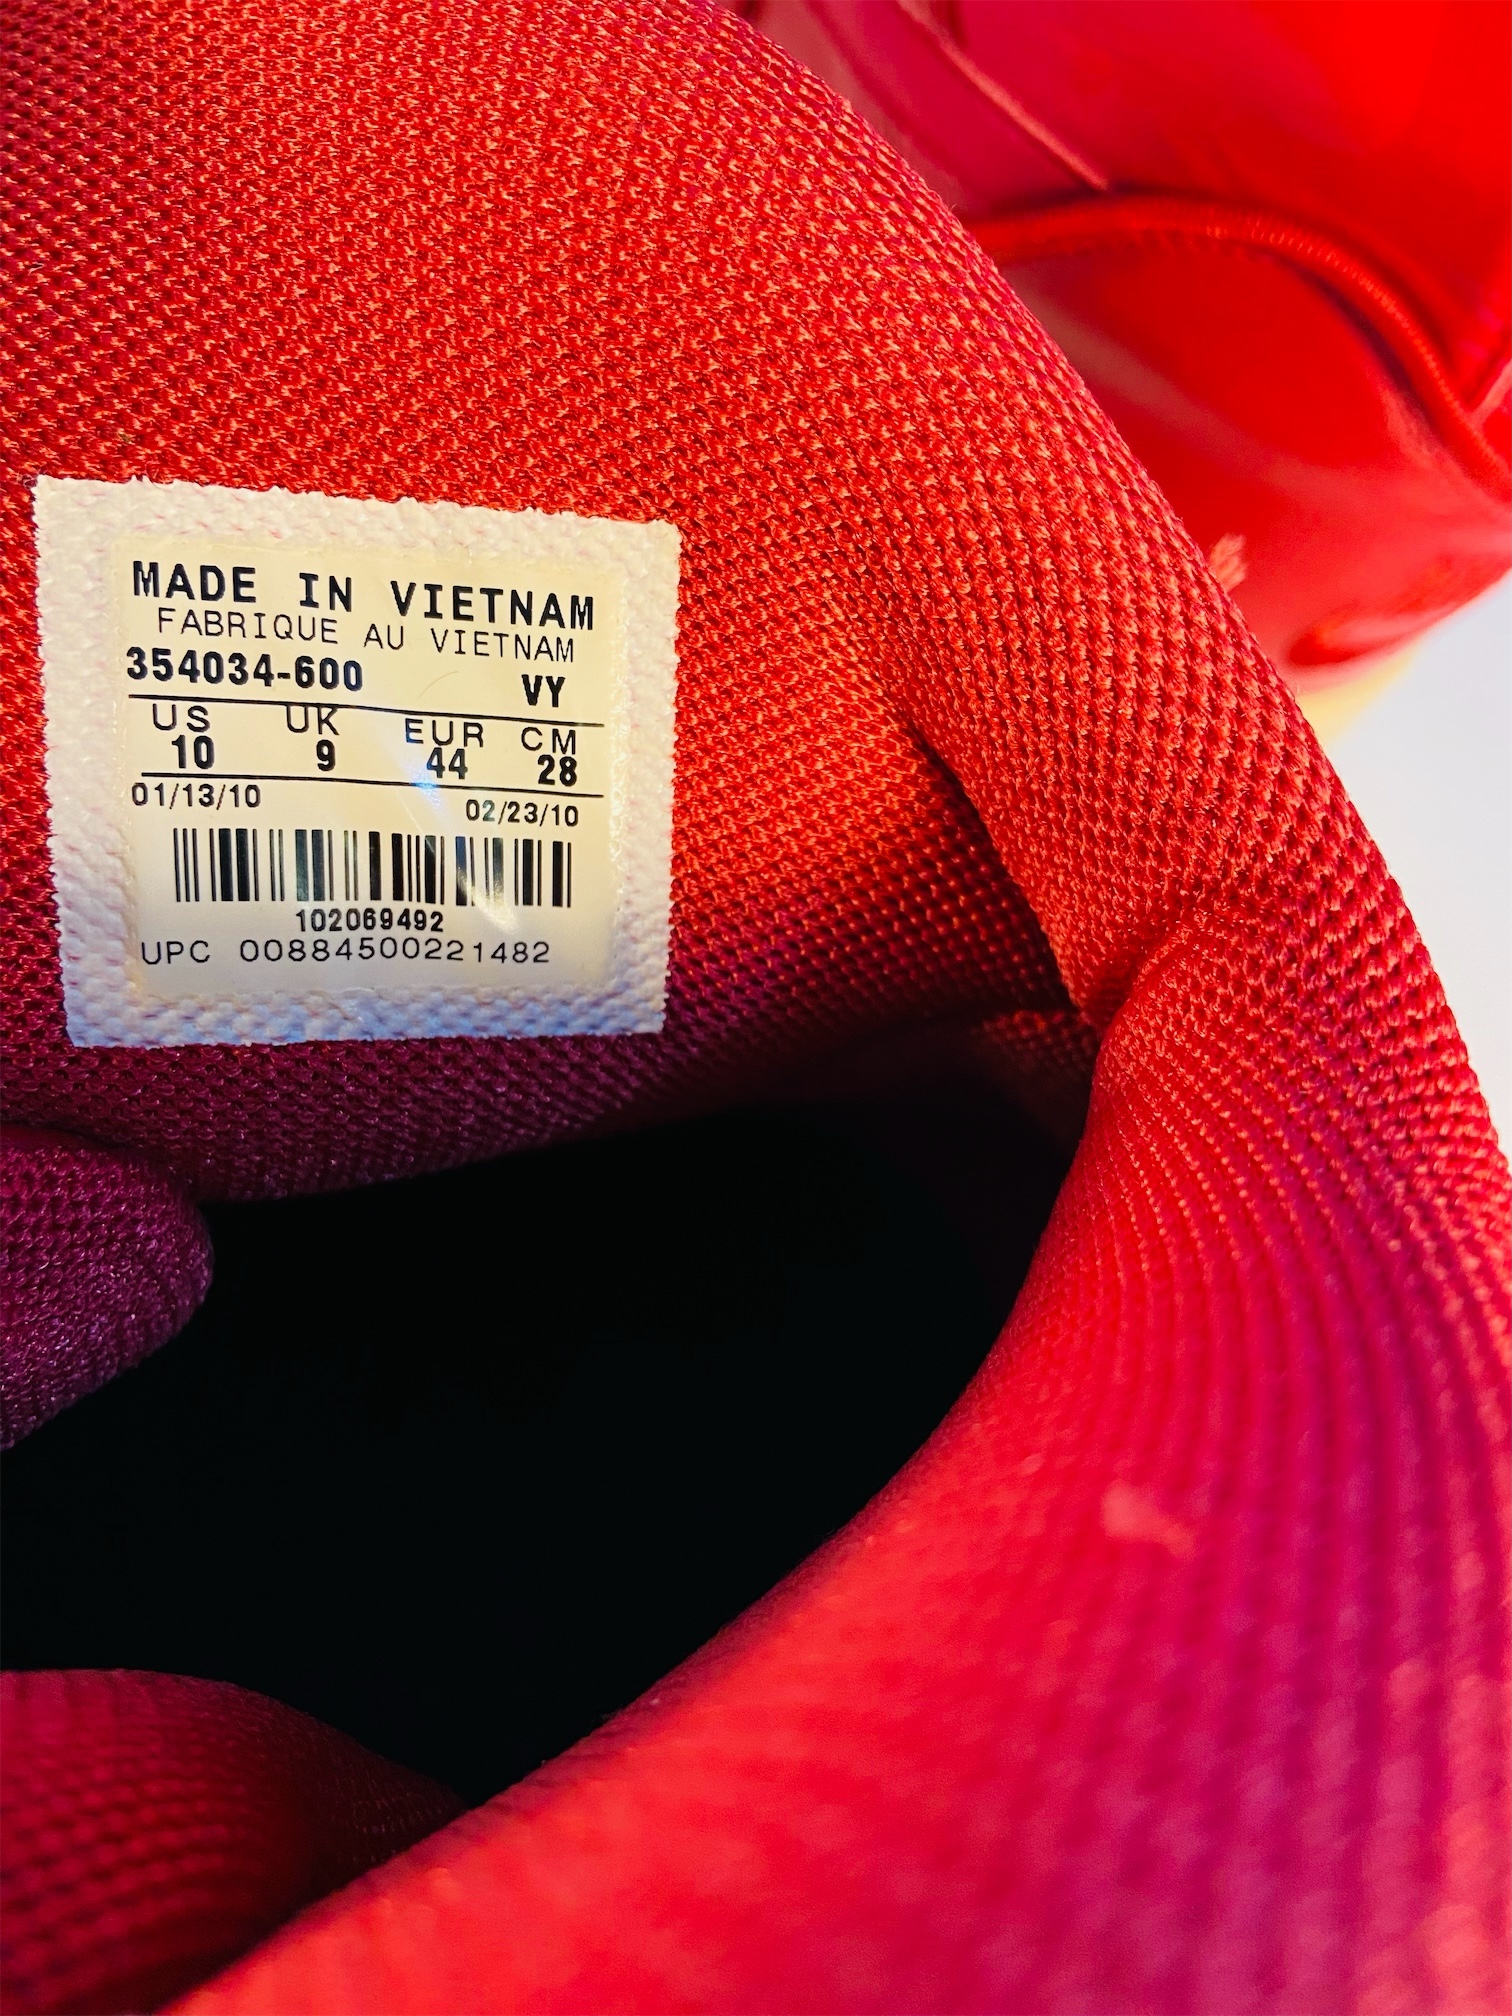 MADE IN VIETNAM
FABRIQUE AU VIETNAM
354034-600 VY
US UK EUR CM
10 9 44 28
01/13/10 02/23/10
102069492
UPC 00884500221482